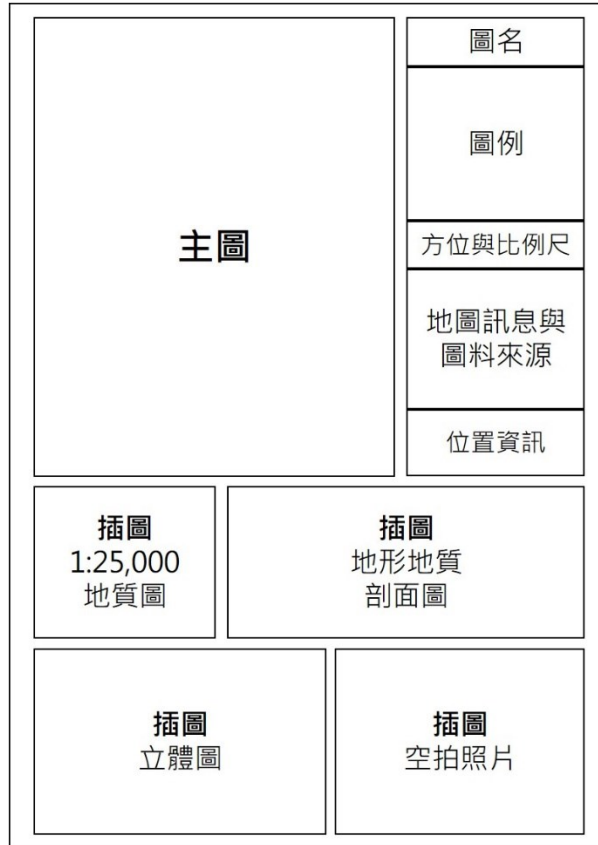 主圖
圖名
圖例
方位與比例尺
地圖訊息與
圖料來源
位置資訊
插圖
1:25,000
地質圖
插圖
地形地質
剖面圖
插圖
立體圖
插圖
空拍照片